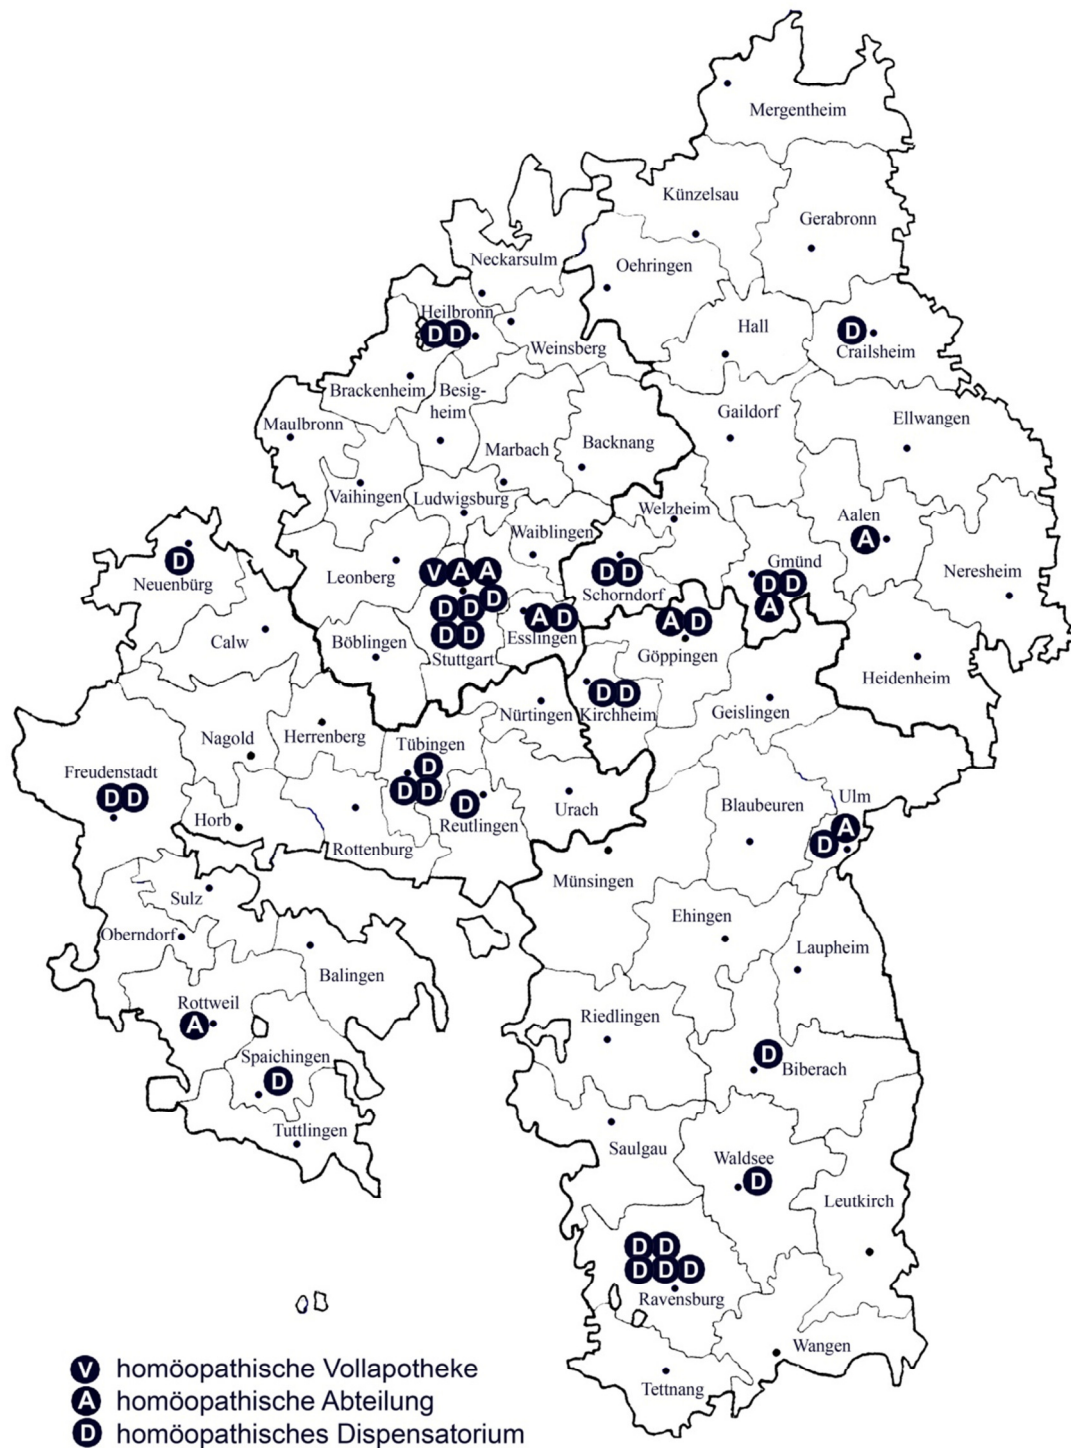 Mergentheim
Künzelsau
Gerabronn
Neckarsulm
Oehringen
Heilbronn
D D
Weinsberg
Hall
D
Crailsheim
Brackenheim
Besig-
heim
Maulbronn
Marbach
Backnang
Gaildorf
Ellwangen
Vaihingen
Ludwigsburg
Welzheim
Aalen
A
Waiblingen
Neuenbürg
D
Leonberg
V A A
D D D
D D
Stuttgart
D D
Schorndorf
Gmünd
D D
A
Neresheim
Calw
Böblingen
A D
Esslingen
A D
Göppingen
Heidenheim
D D
Kirchheim
Geislingen
Nagold
Herrenberg
Nürtingen
Tübingen
D
D D
Freudenstadt
D D
D
Reutlingen
Urach
Blaubeuren
Ulm
A
D
Horb
Rottenburg
Münsingen
Sulz
Ehingen
Oberndorf
Balingen
Laupheim
Rottweil
A
Riedlingen
Spaichingen
D
D
Biberach
Tuttlingen
Saulgau
Waldsee
D
Leutkirch
D D
D D D
Ravensburg
Wangen
Tettnang
V homöopathische Vollapotheke
A homöopathische Abteilung
D homöopathisches Dispensatorium